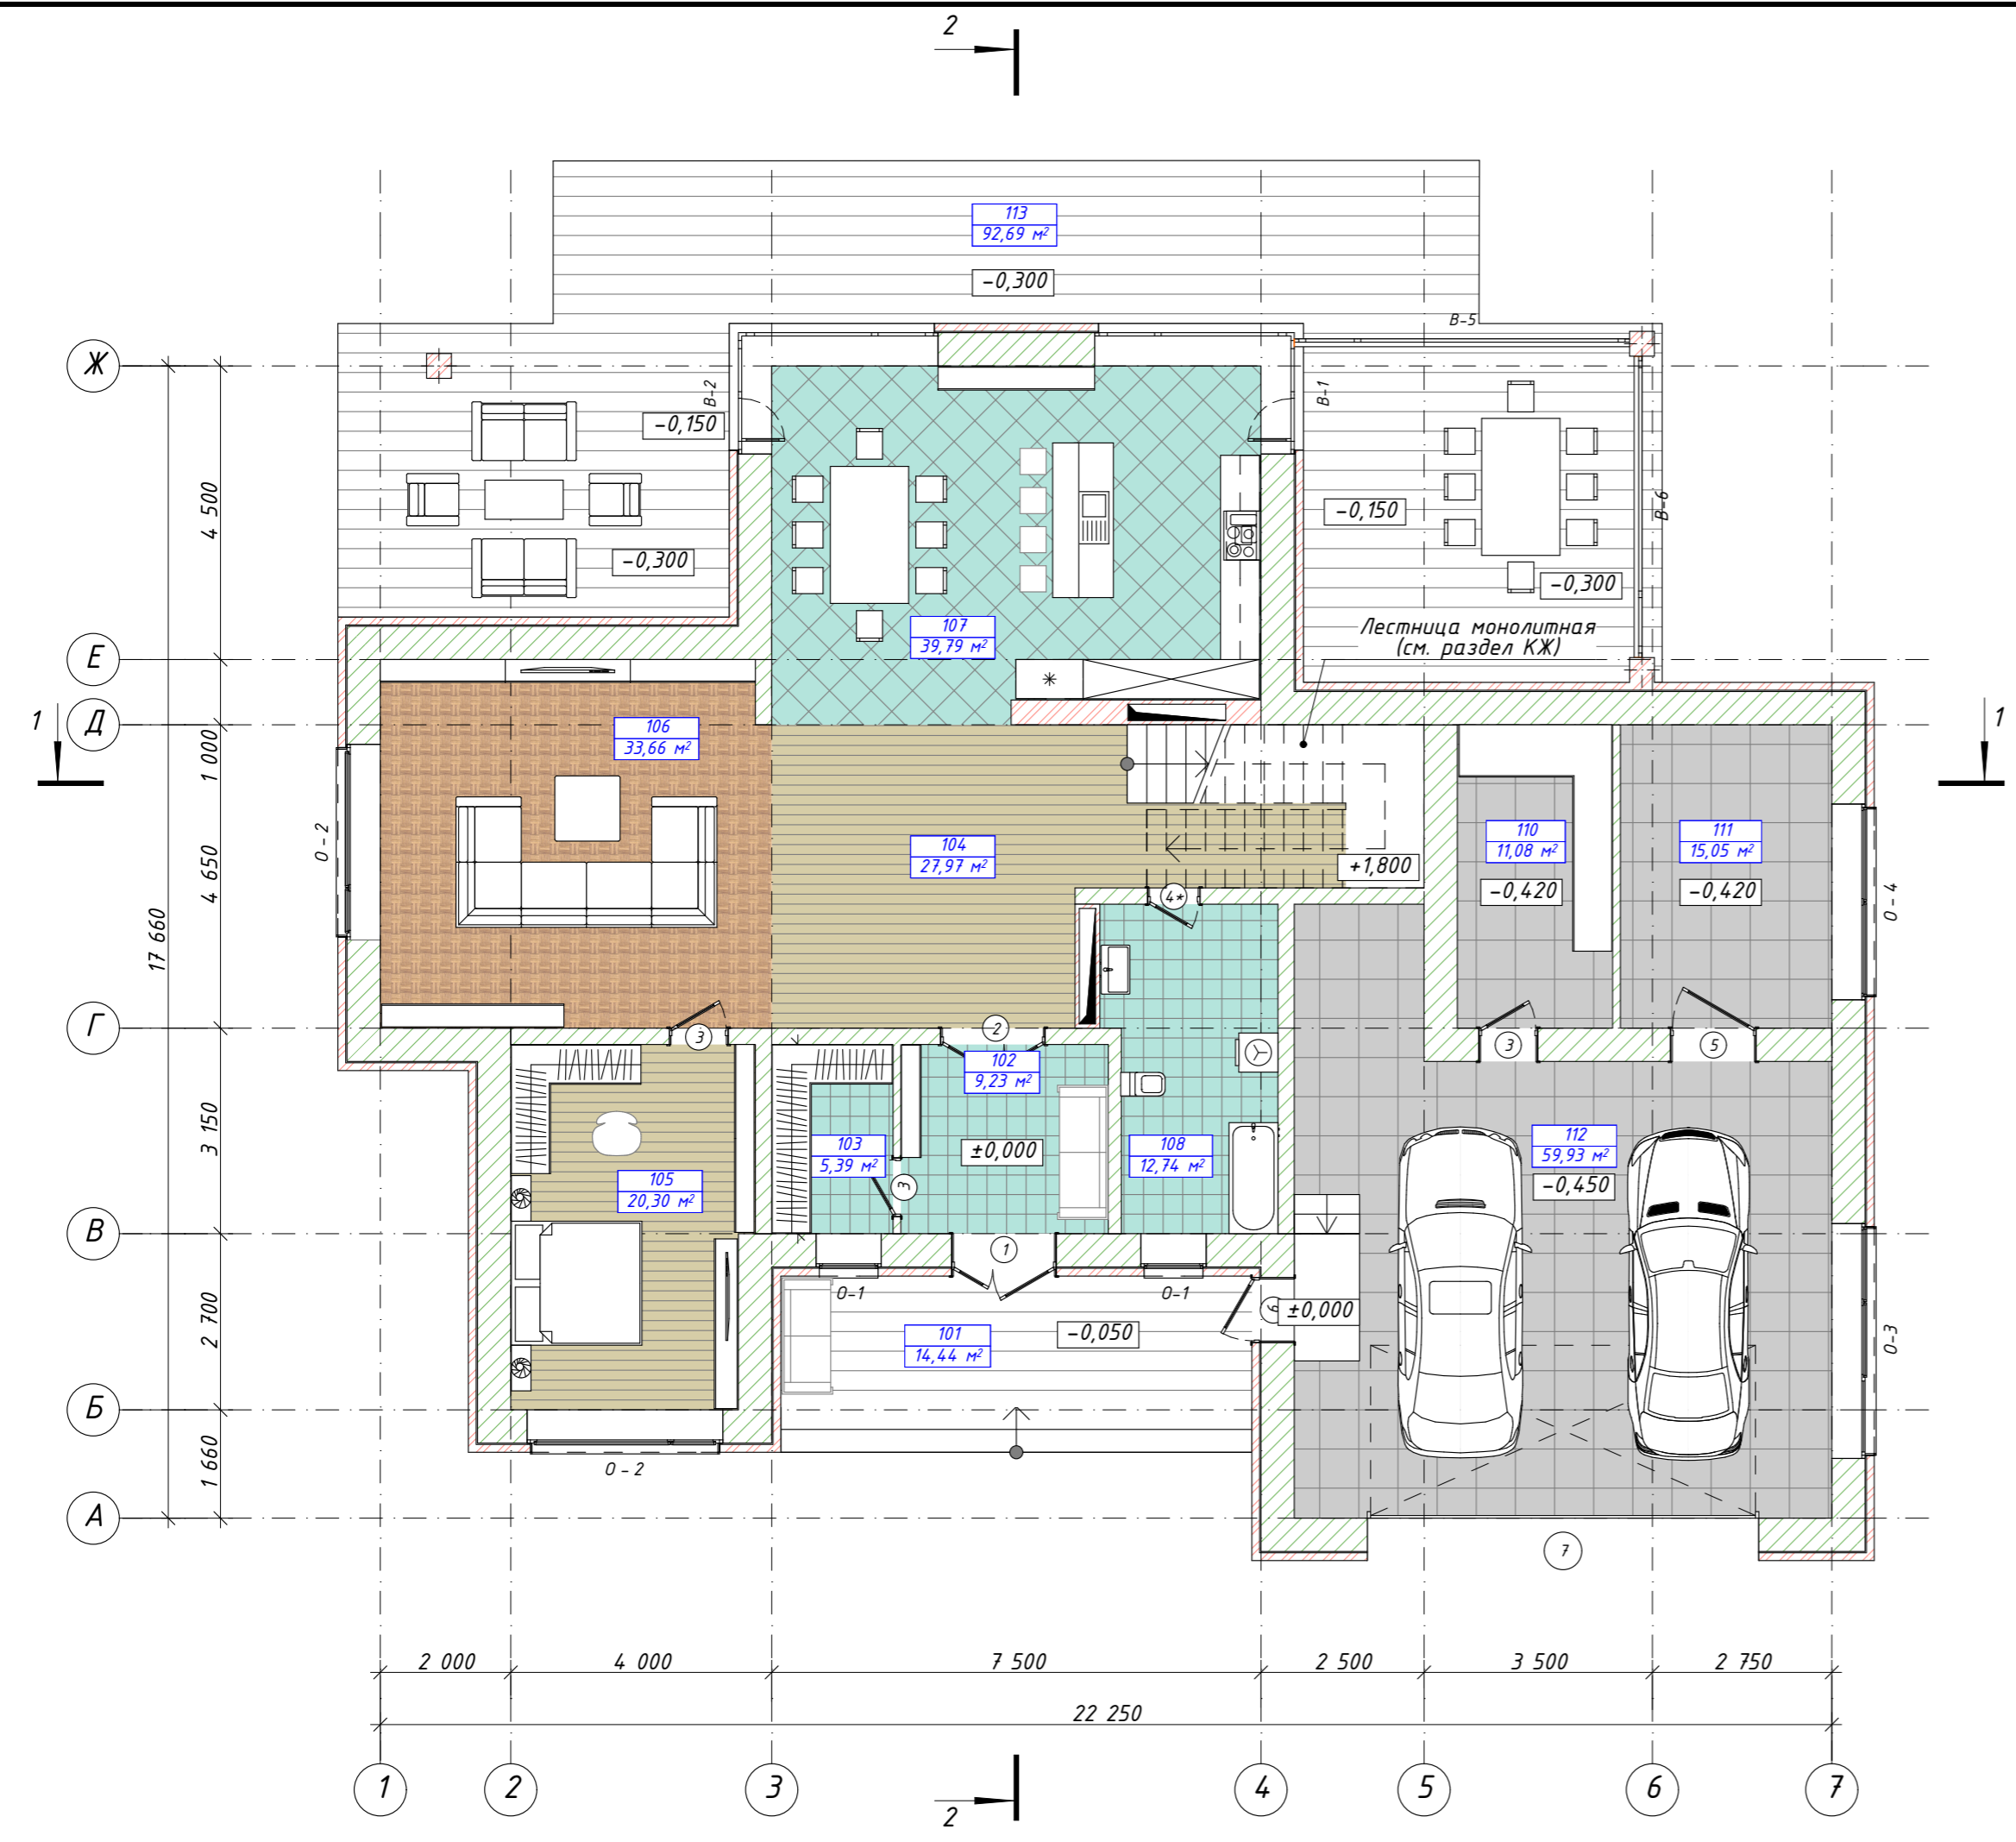 2
113
92,69 м²
-0,300
В-5
Ж
В-2
В-1
-0,150
4 500
-0,150
В-6
-0,300
-0,300
107
39,79 м²
Лестница монолитная
(см. раздел КЖ)
Е
1
Д
106
33,66 м²
1
1 000
О - 2
104
27,97 м²
110
11,08 м²
111
15,05 м²
4 650
+1,800
-0,420
-0,420
4*
О - 4
17 660
Г
3
2
3
5
102
9,23 м²
3 150
103
5,39 м²
±0,000
108
12,74 м²
112
59,93 м²
105
20,30 м²
3
-0,450
В
1
О-1
О-1
6
±0,000
2 700
101
14,44 м²
-0,050
О-3
Б
1 660
О - 2
А
7
2 000
4 000
7 500
2 500
3 500
2 750
22 250
1
2
3
4
5
6
7
2